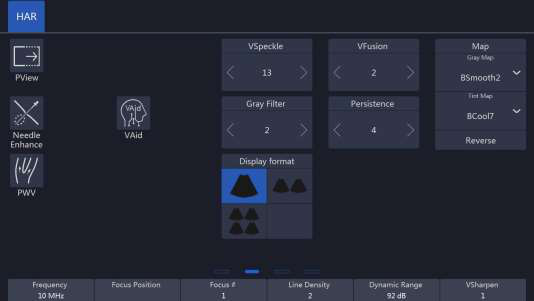 HAR
VSpeckle
VFusion
Map
Gray Map
13
2
BSmooth2
PView
Tint Map
VAid
Gray Filter
Persistence
BCool7
2
4
Needle
Enhance
VAid
Reverse
Display format
PWV
Frequency
Focus Position
Focus #
Line Density
Dynamic Range
VSharpen
10 MHz
1
2
92 dB
1